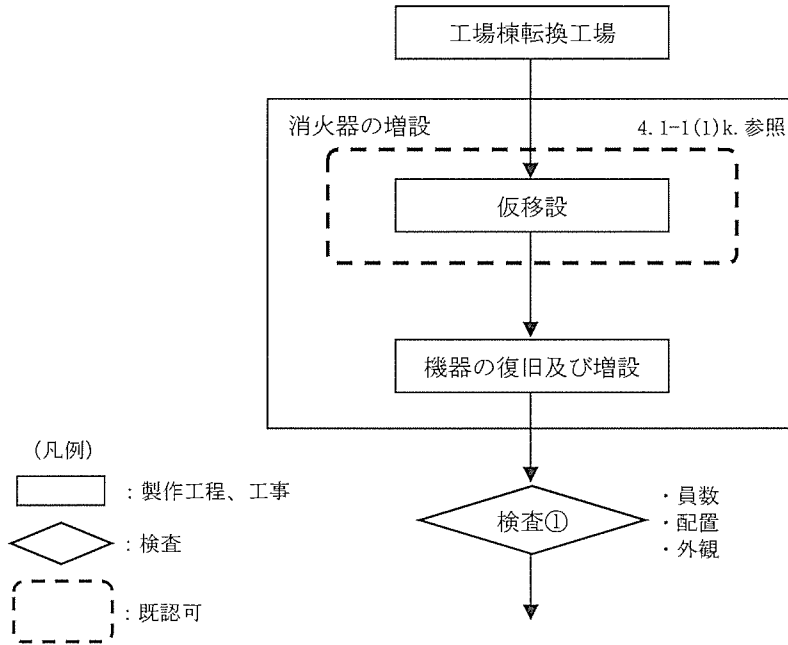 工場棟転換工場
消火器の増設
4.1-1(1)k.参照
仮移設
機器の復旧及び増設
検査①
・員数
・配置
・外観
(凡例)
：製作工程、工事
：検査
：既認可